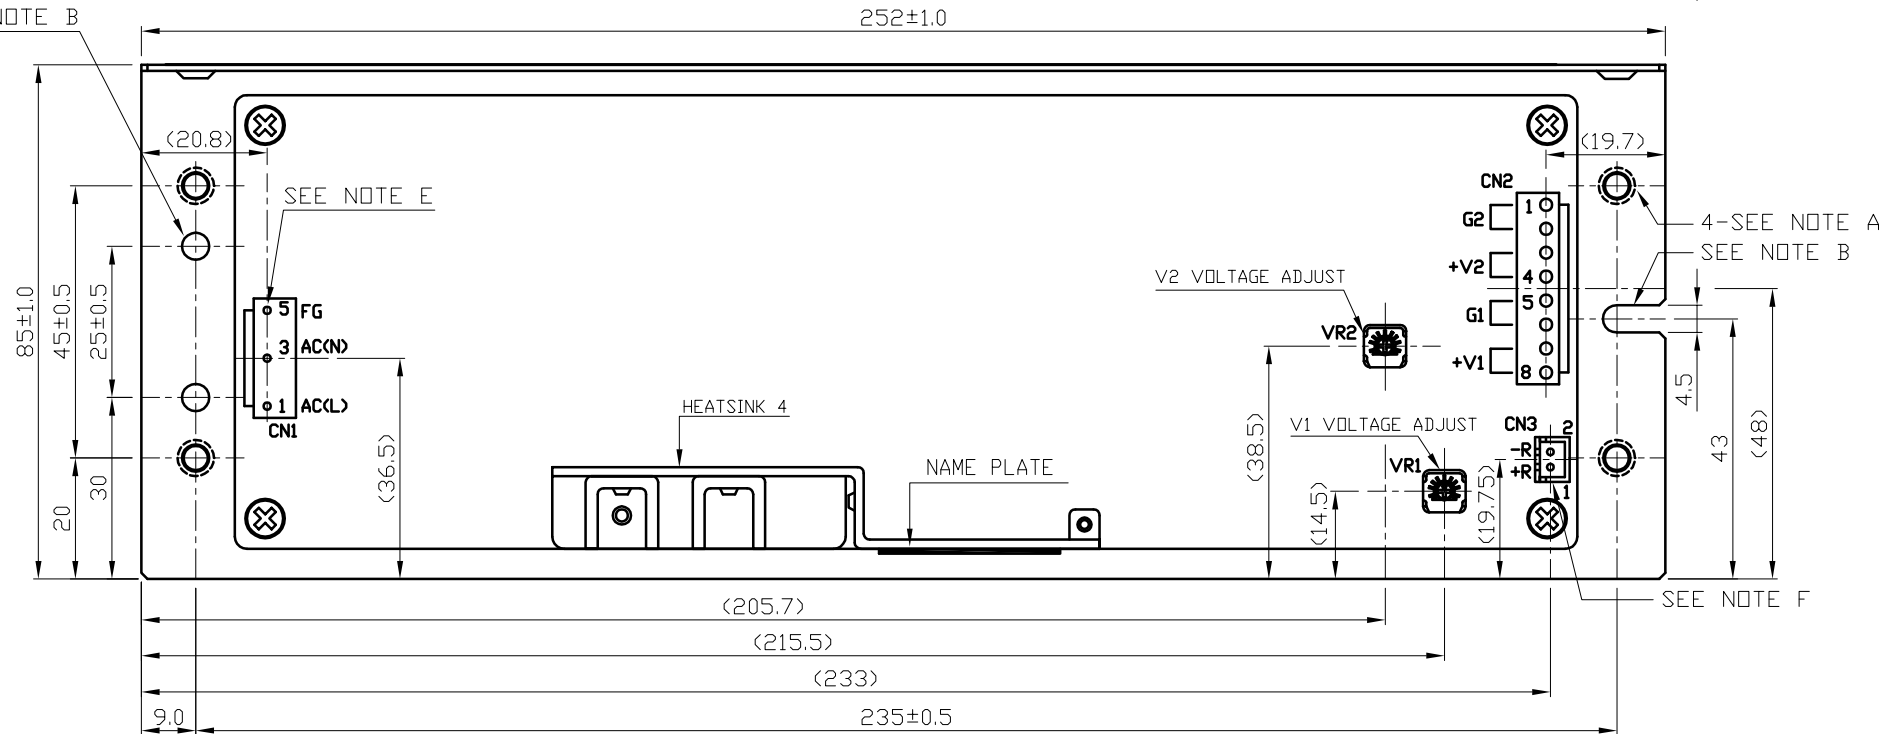 NOTE B
252±1.0
(20.8)
(19.7)
SEE NOTE E
CN2
1
G2
4-SEE NOTE A
SEE NOTE B
+V2
4
V2 VOLTAGE ADJUST
5
G1
VR2
+V1
8
5 FG
3 AC(N)
1 AC(L)
CN1
85±1.0
45±0.5
25±0.5
HEATSINK 4
V1 VOLTAGE ADJUST
CN3
2
-R
+R
1
VR1
NAME PLATE
4.5
(36.5)
(38.5)
43
(48)
30
20
(14.5)
(19.75)
SEE NOTE F
(205.7)
(215.5)
(233)
9.0
235±0.5